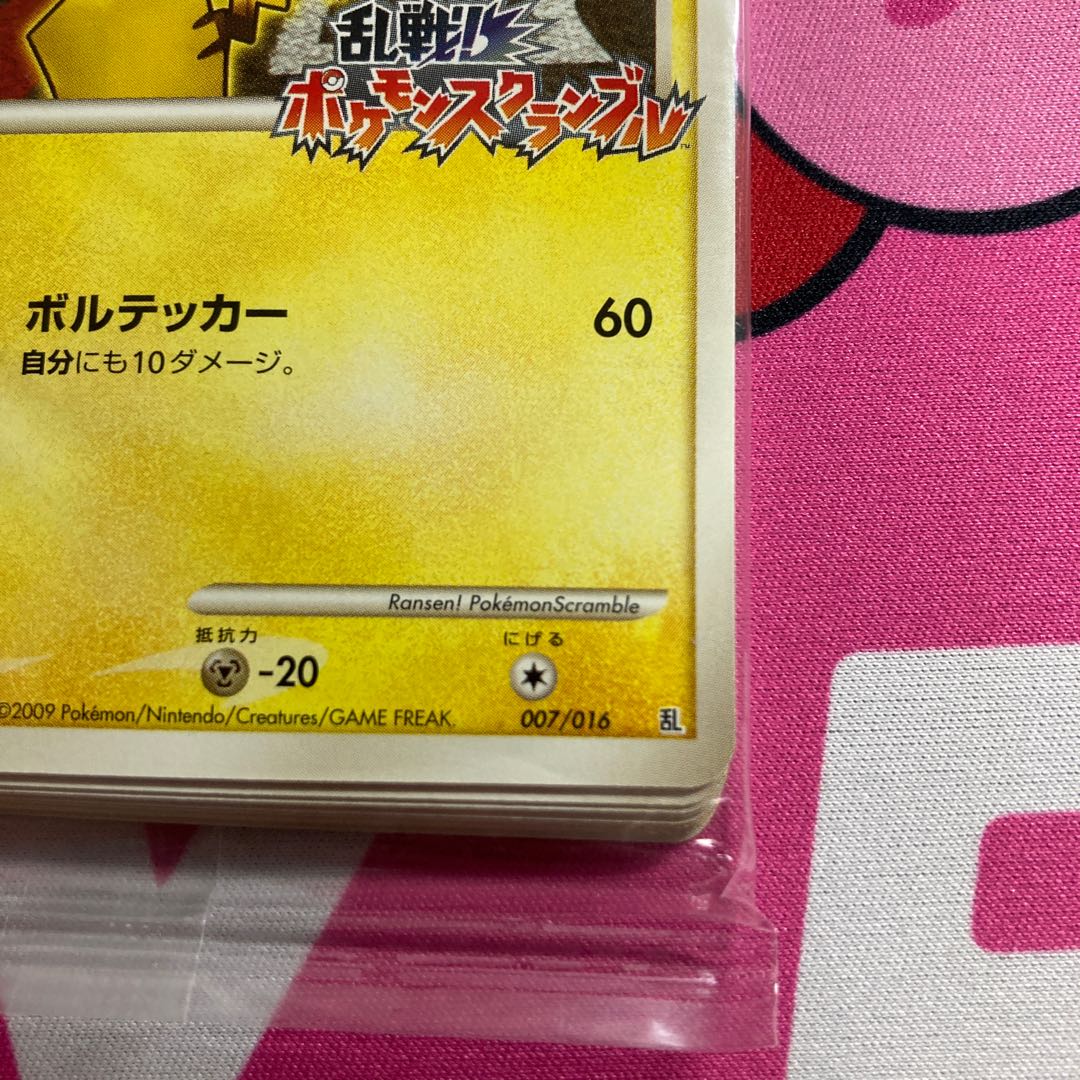 乱戦!
ポケモンスクランブル
TM
ボルテッカー 60
自分にも10ダメージ。
Ransen! PokémonScramble
抵抗力 にげる
-20
©2009 Pokémon/Nintendo/Creatures/GAME FREAK. 007/016 乱